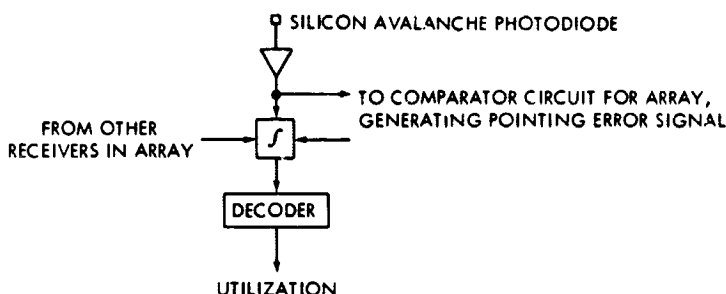 SILICON AVALANCHE PHOTODIODE
TO COMPARATOR CIRCUIT FOR ARRAY,
GENERATING POINTING ERROR SIGNAL
FROM OTHER
RECEIVERS IN ARRAY
∫
DECODER
UTILIZATION